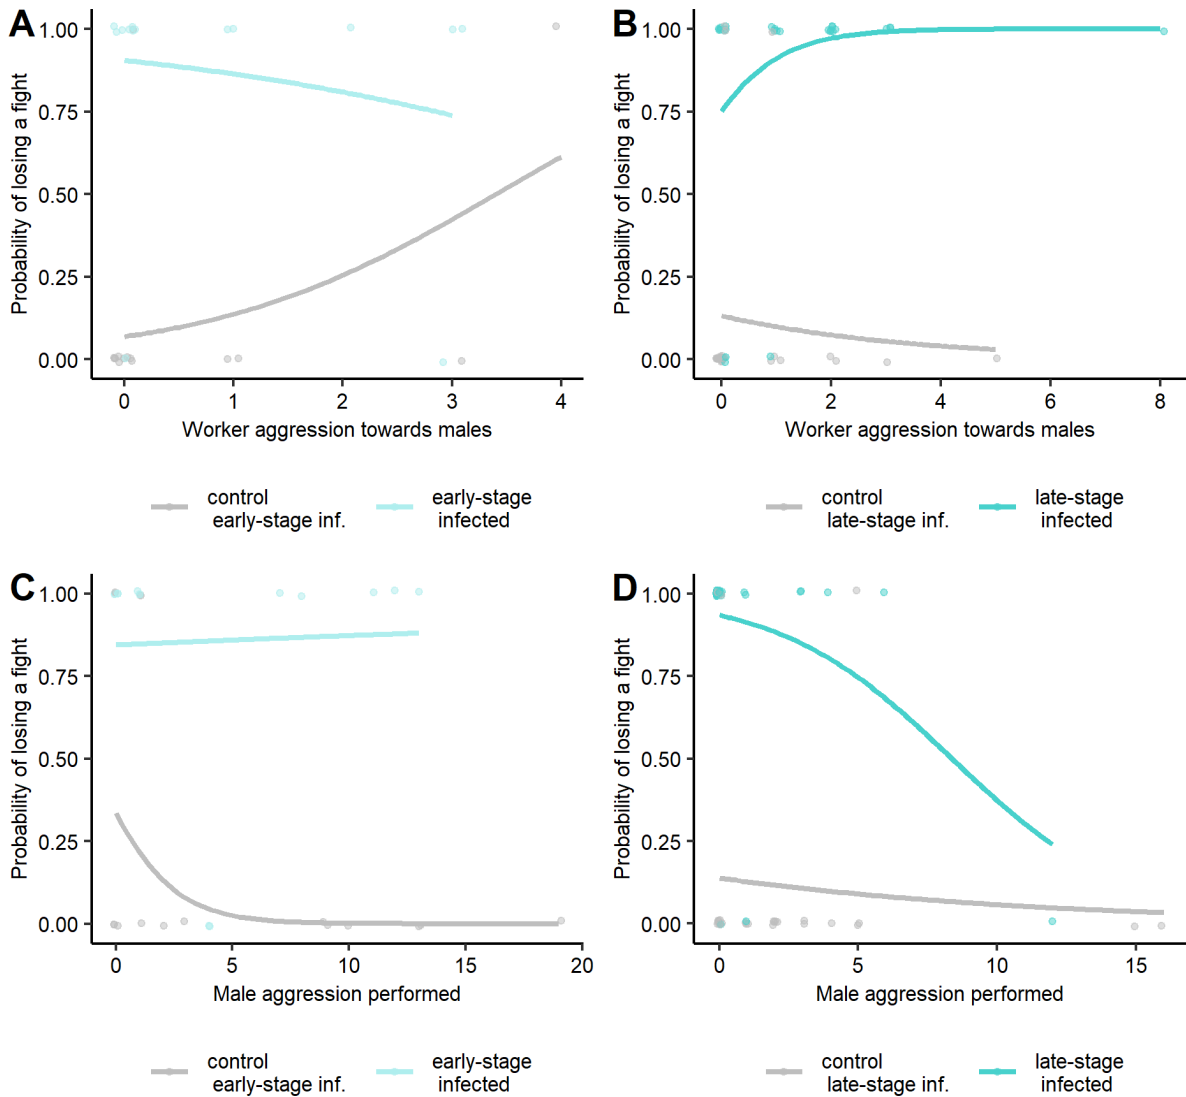 A
Probability of losing a fight
1.00
0.75
0.50
0.25
0.00
0 1 2 3 4
Worker aggression towards males
control early-stage
early-stage inf. infected
B
Probability of losing a fight
1.00
0.75
0.50
0.25
0.00
0 2 4 6 8
Worker aggression towards males
control late-stage
late-stage inf. infected
C
Probability of losing a fight
1.00
0.75
0.50
0.25
0.00
0 5 10 15 20
Male aggression performed
control early-stage
early-stage inf. infected
D
Probability of losing a fight
1.00
0.75
0.50
0.25
0.00
0 5 10 15
Male aggression performed
control late-stage
late-stage inf. infected